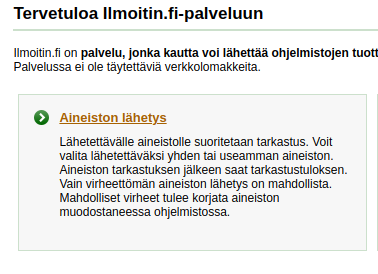 Tervetuloa Ilmoitin.fi-palveluun
Ilmoitin.fi on palvelu, jonka kautta voi lähettää ohjelmistojen tuott
Palvelussa ei ole täytettäviä verkkolomakkeita.
Aineiston lähetys
Lähetettävälle aineistolle suoritetaan tarkastus. Voit
valita lähetettäväksi yhden tai useamman aineiston.
Aineiston tarkastuksen jälkeen saat tarkastustuloksen.
Vain virheettömän aineiston lähetys on mahdollista.
Mahdolliset virheet tulee korjata aineiston
muodostaneessa ohjelmistossa.